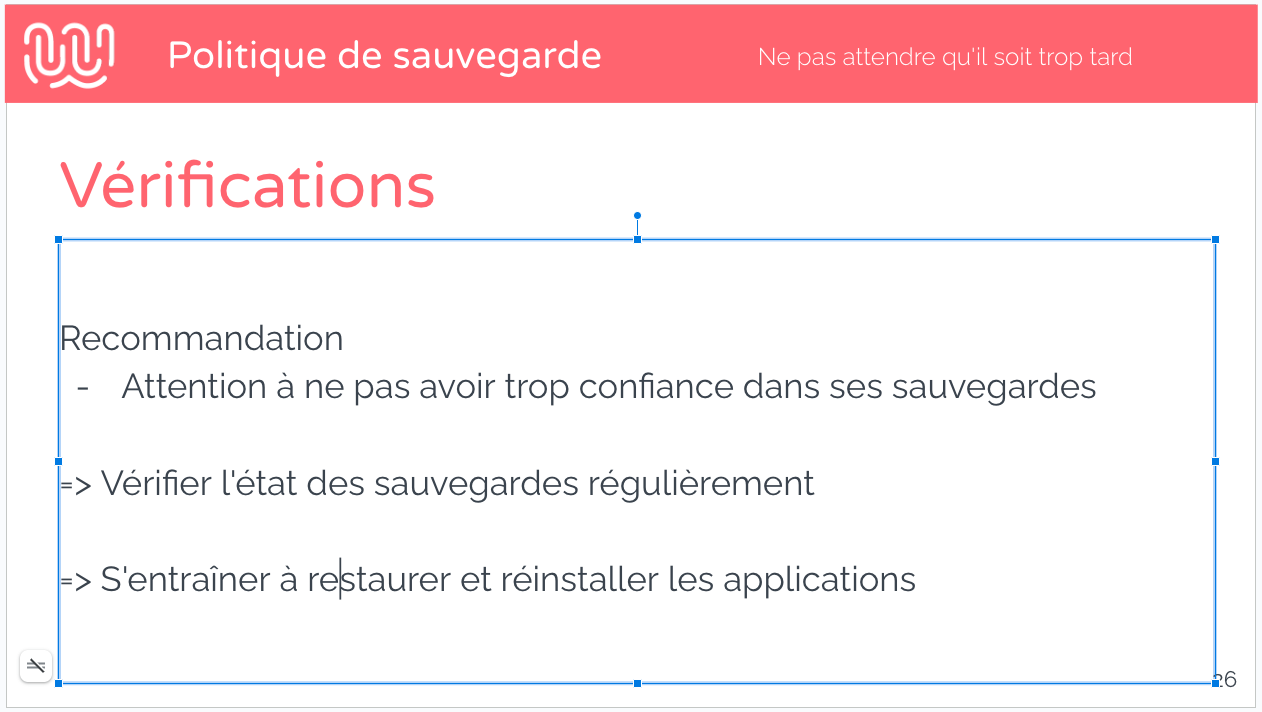 Politique de sauvegarde
Ne pas attendre qu'il soit trop tard
Vérifications
Recommandation
- Attention à ne pas avoir trop confiance dans ses sauvegardes
=> Vérifier l'état des sauvegardes régulièrement
=> S'entraîner à restaurer et réinstaller les applications
26